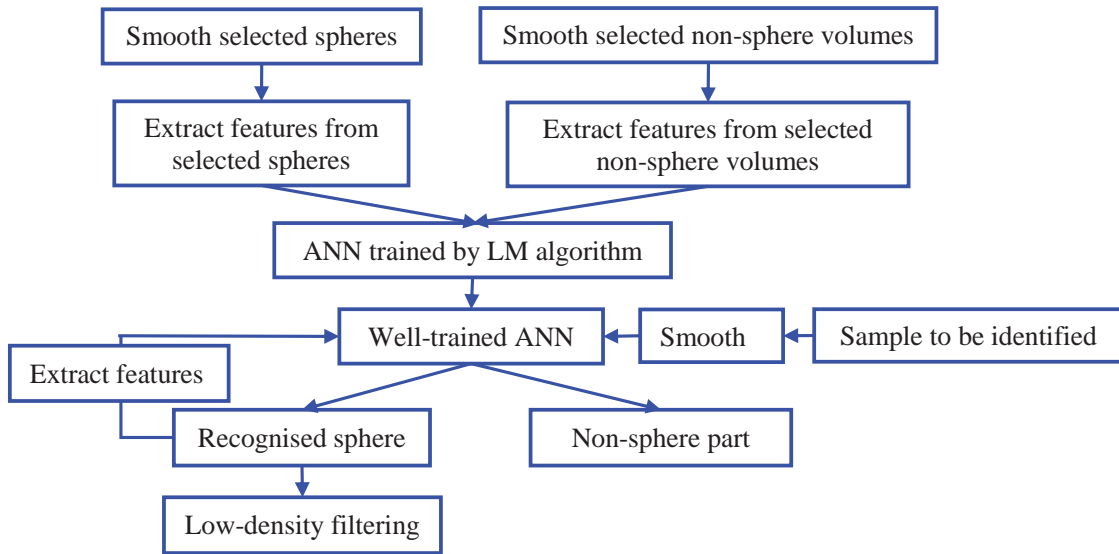 Smooth selected spheres
Smooth selected non-sphere volumes
Extract features from
selected spheres
Extract features from selected
non-sphere volumes
ANN trained by LM algorithm
Well-trained ANN
Smooth
Sample to be identified
Extract features
Recognised sphere
Non-sphere part
Low-density filtering